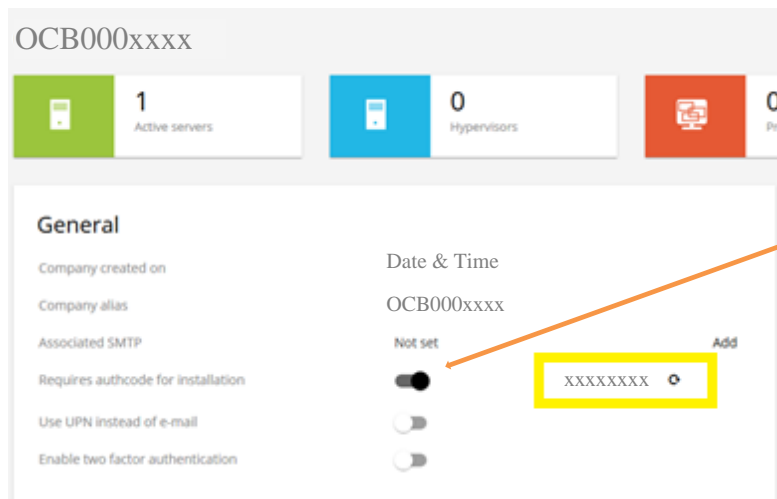 OCB000xxxx
1
Active servers
0
Hypervisors
0
General
Company created on Date & Time
Company alias OCB000xxxx
Associated SMTP Not set Add
Requires authcode for installation xxxxxxxx
Use UPN instead of e-mail
Enable two factor authentication